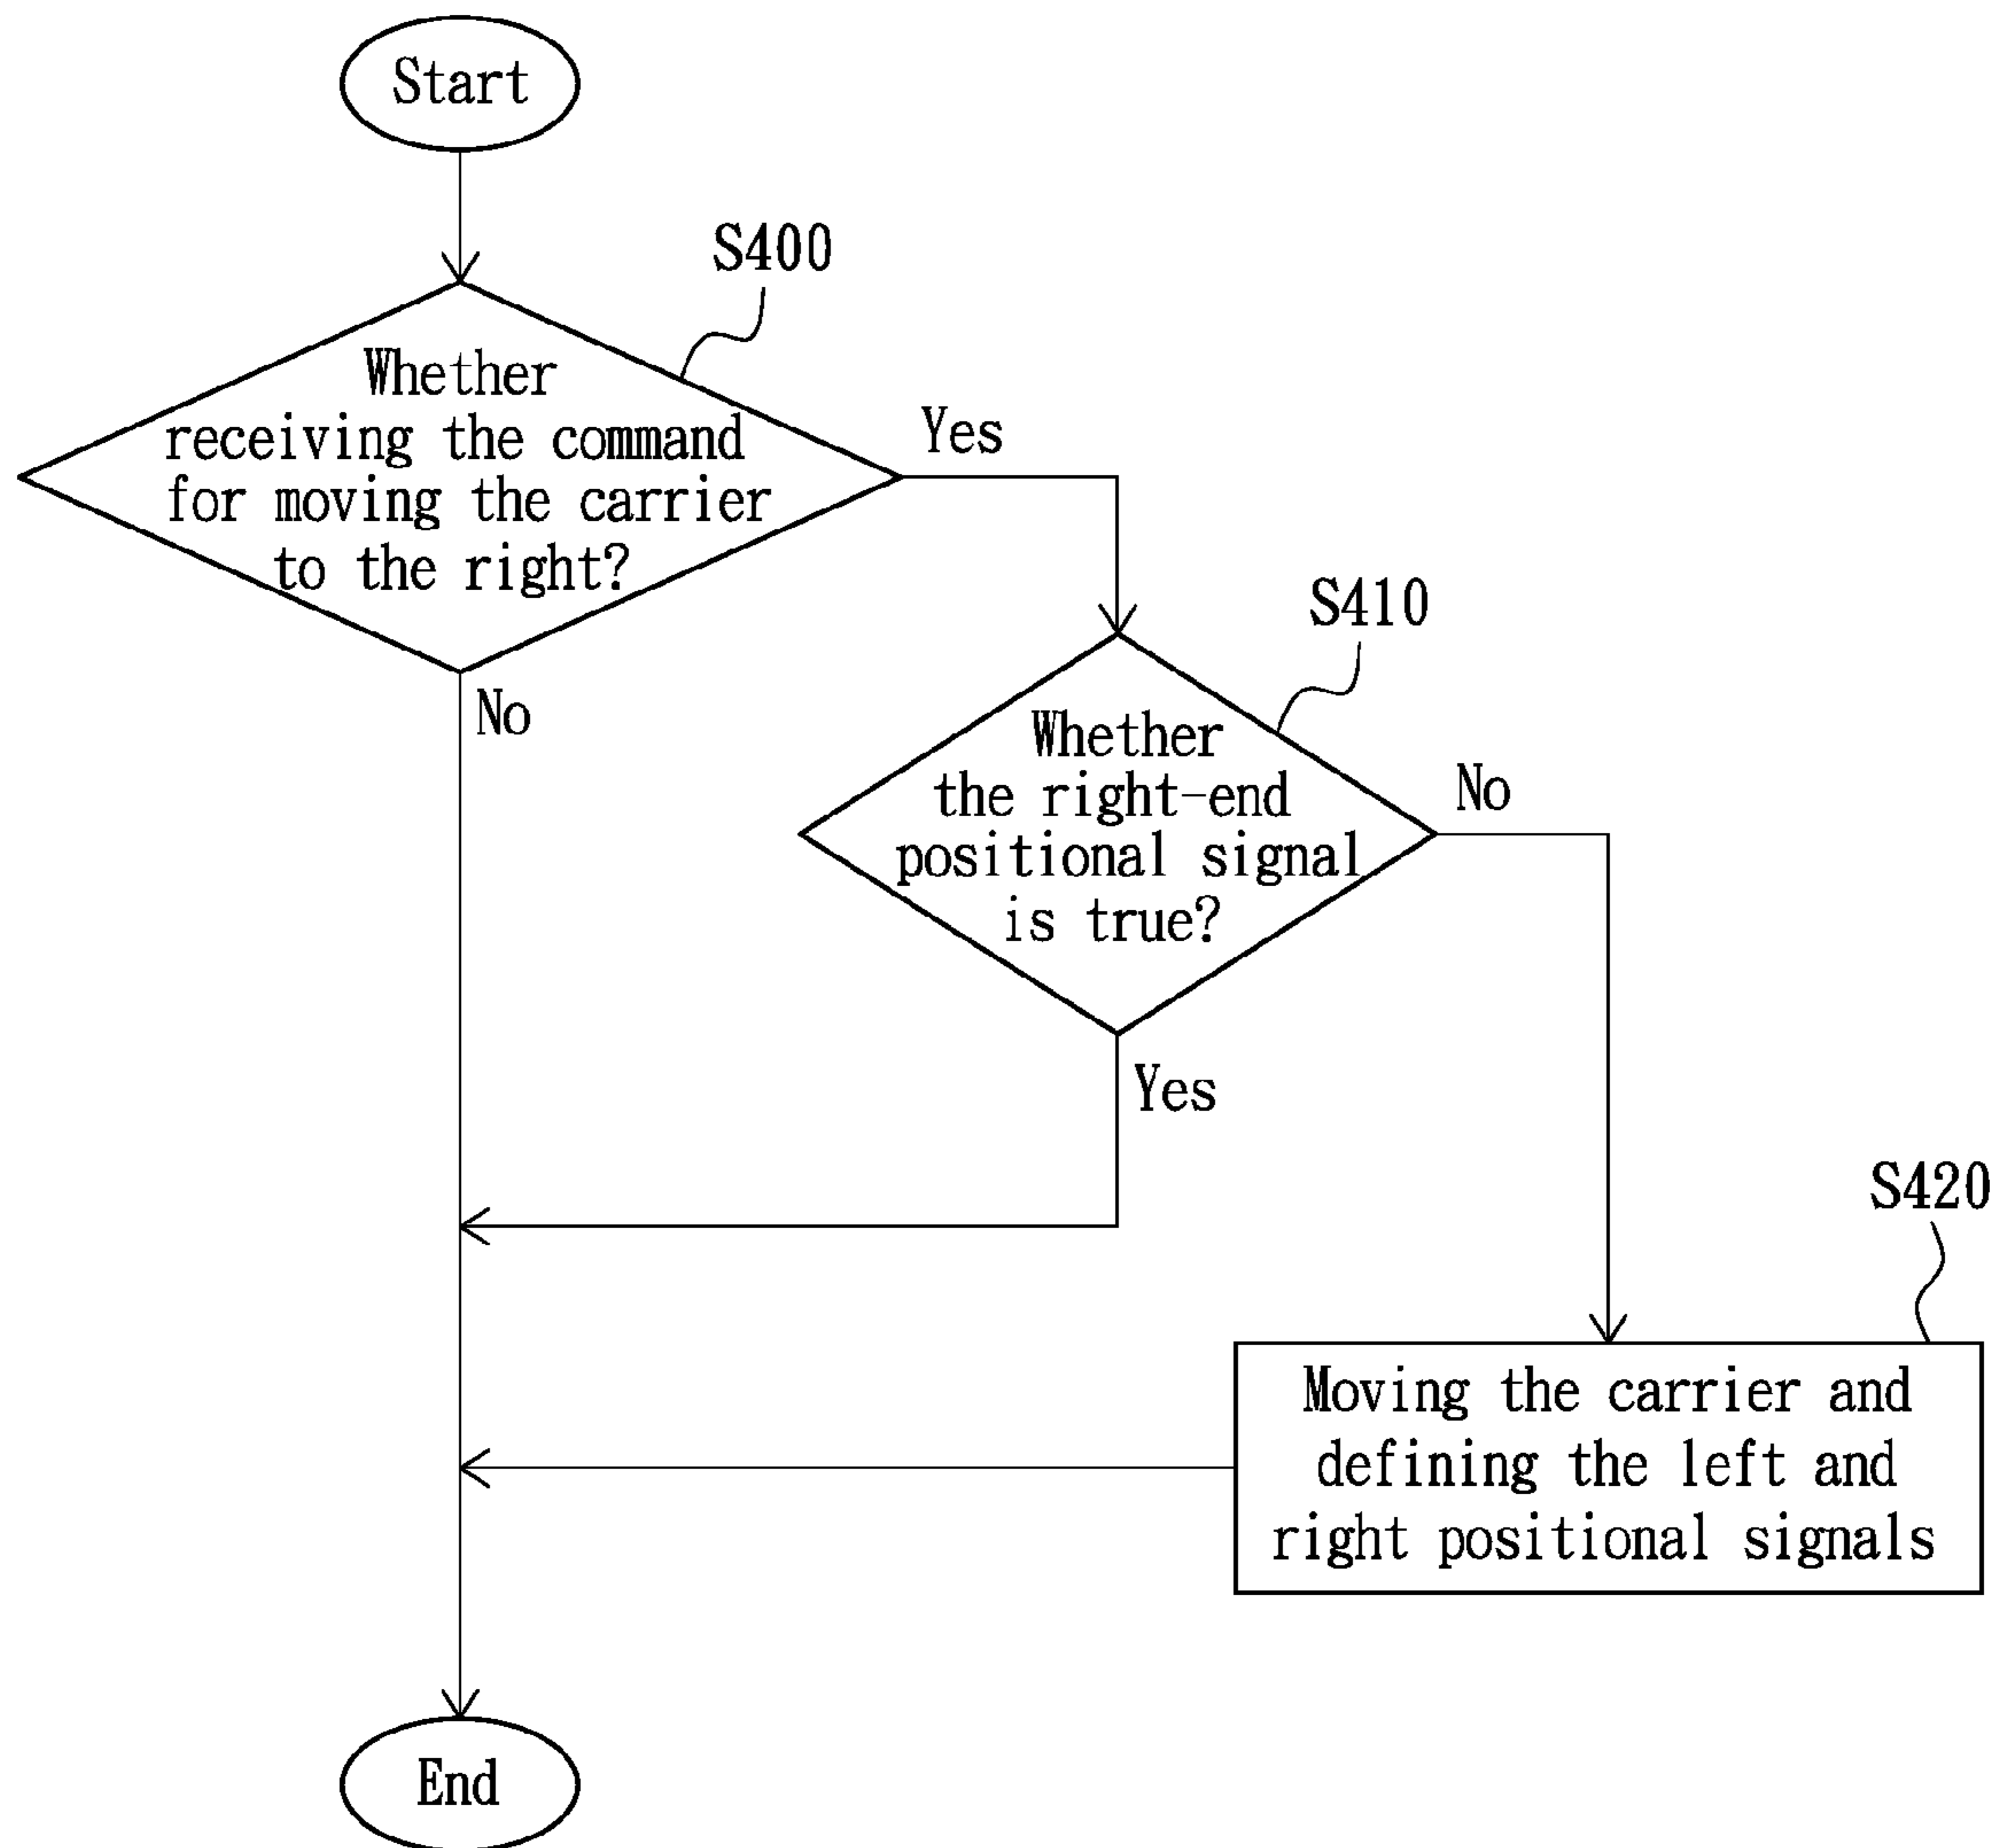 Start
S400
Whether
receiving the command
for moving the carrier
to the right?
Yes
No
S410
Whether
the right-end
positional signal
is true?
No
Yes
S420
Moving the carrier and
defining the left and
right positional signals
End